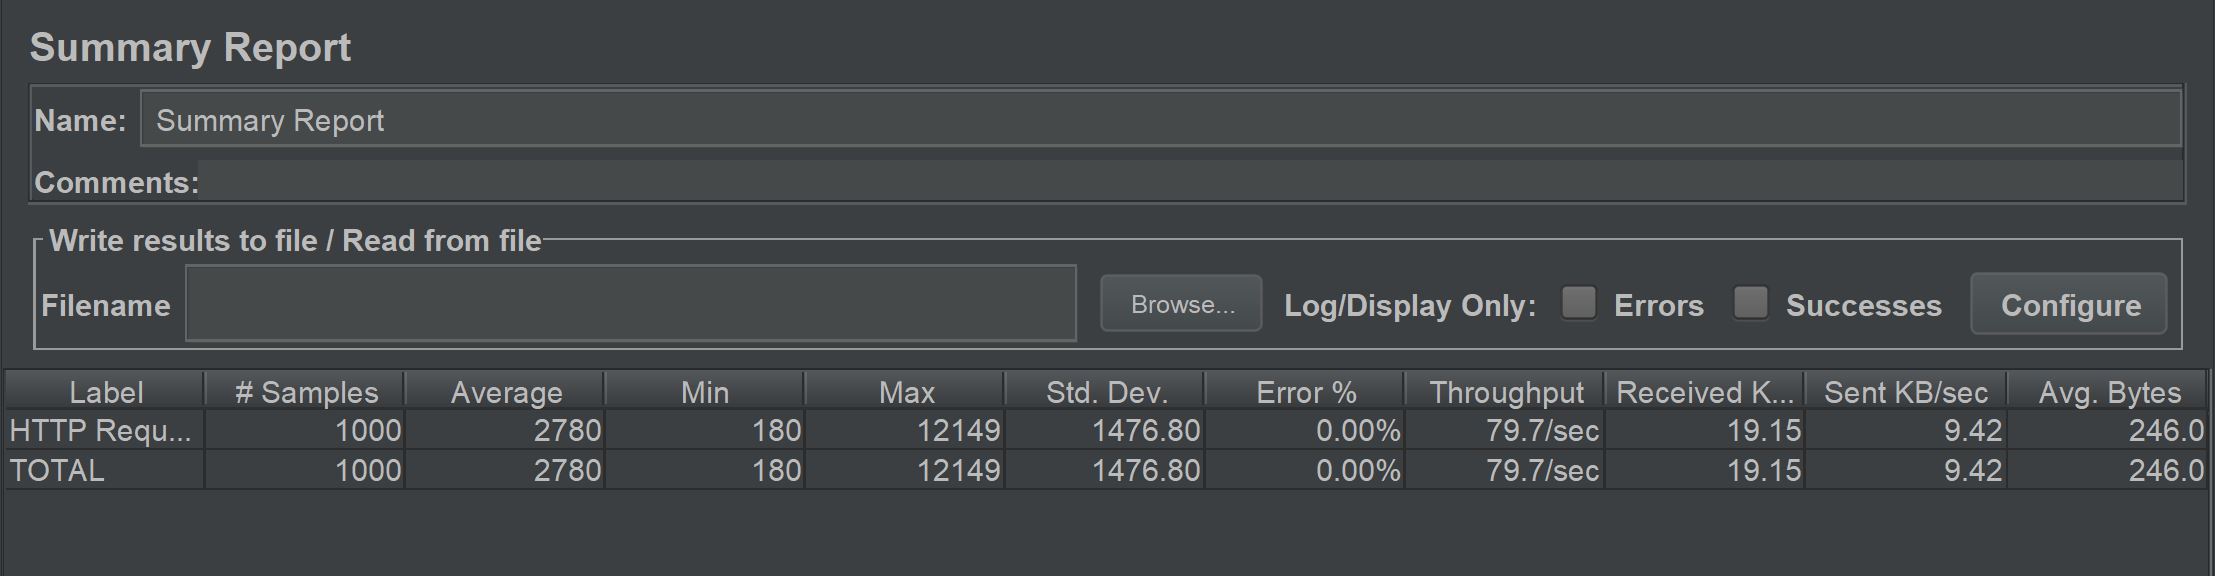 Summary Report
Name: Summary Report
Comments:
Write results to file / Read from file
Filename Browse... Log/Display Only: Errors Successes Configure
Label # Samples Average Min Max Std. Dev. Error % Throughput Received K... Sent KB/sec Avg. Bytes
HTTP Requ... 1000 2780 180 12149 1476.80 0.00% 79.7/sec 19.15 9.42 246.0
TOTAL 1000 2780 180 12149 1476.80 0.00% 79.7/sec 19.15 9.42 246.0